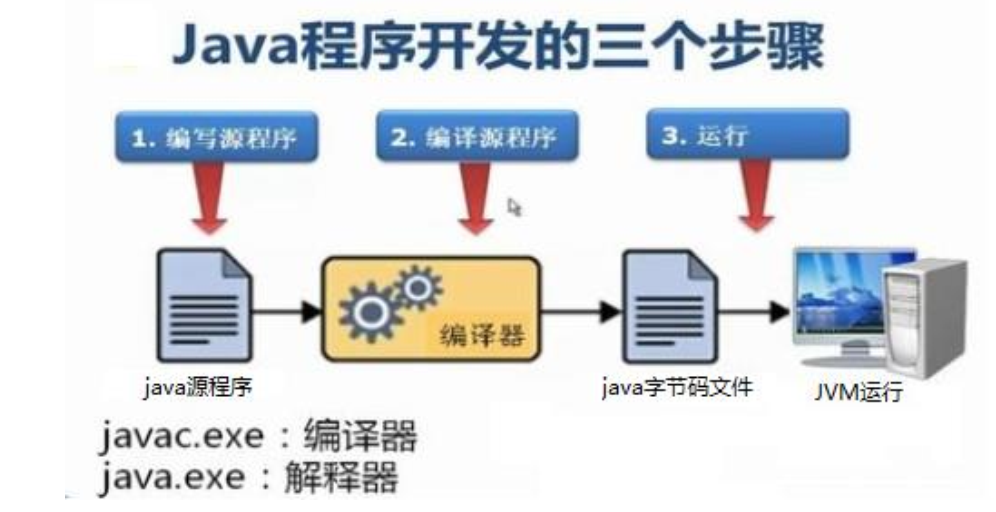 Java程序开发的三个步骤
1. 编写源程序
2. 编译源程序
3. 运行
编译器
java源程序
java字节码文件
JVM运行
javac.exe：编译器
java.exe：解释器